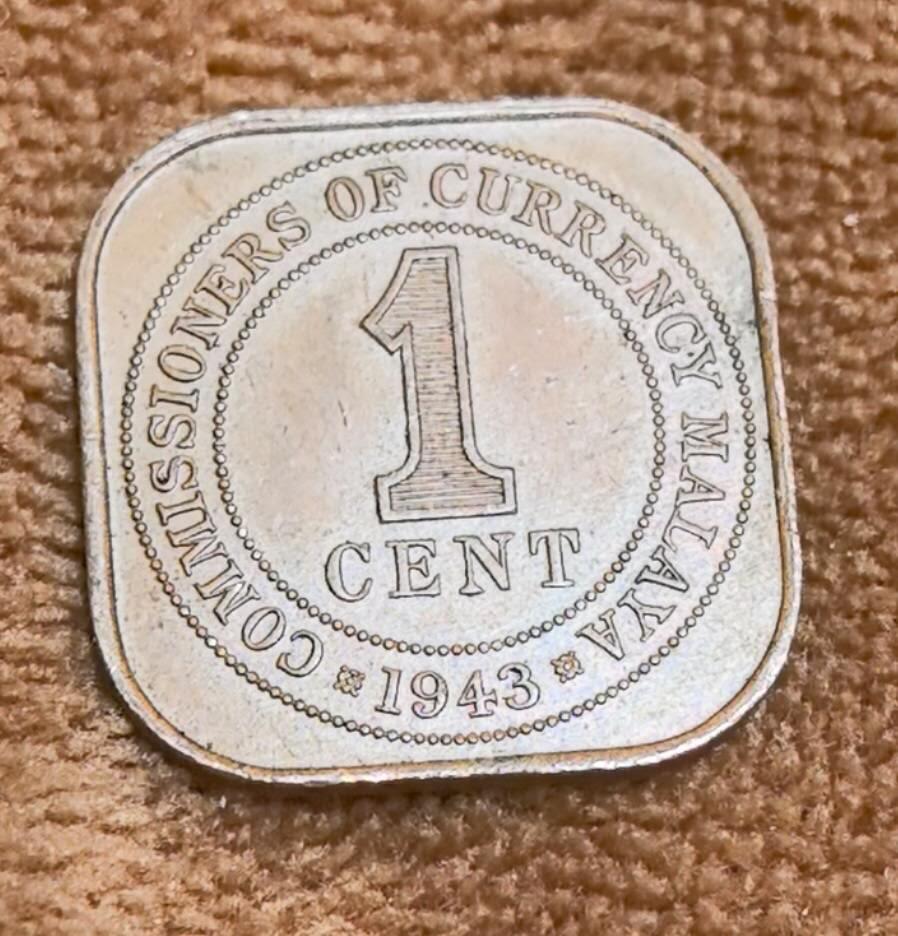 COMMISSIONERS OF CURRENCY MALAYA
1
CENT
1943